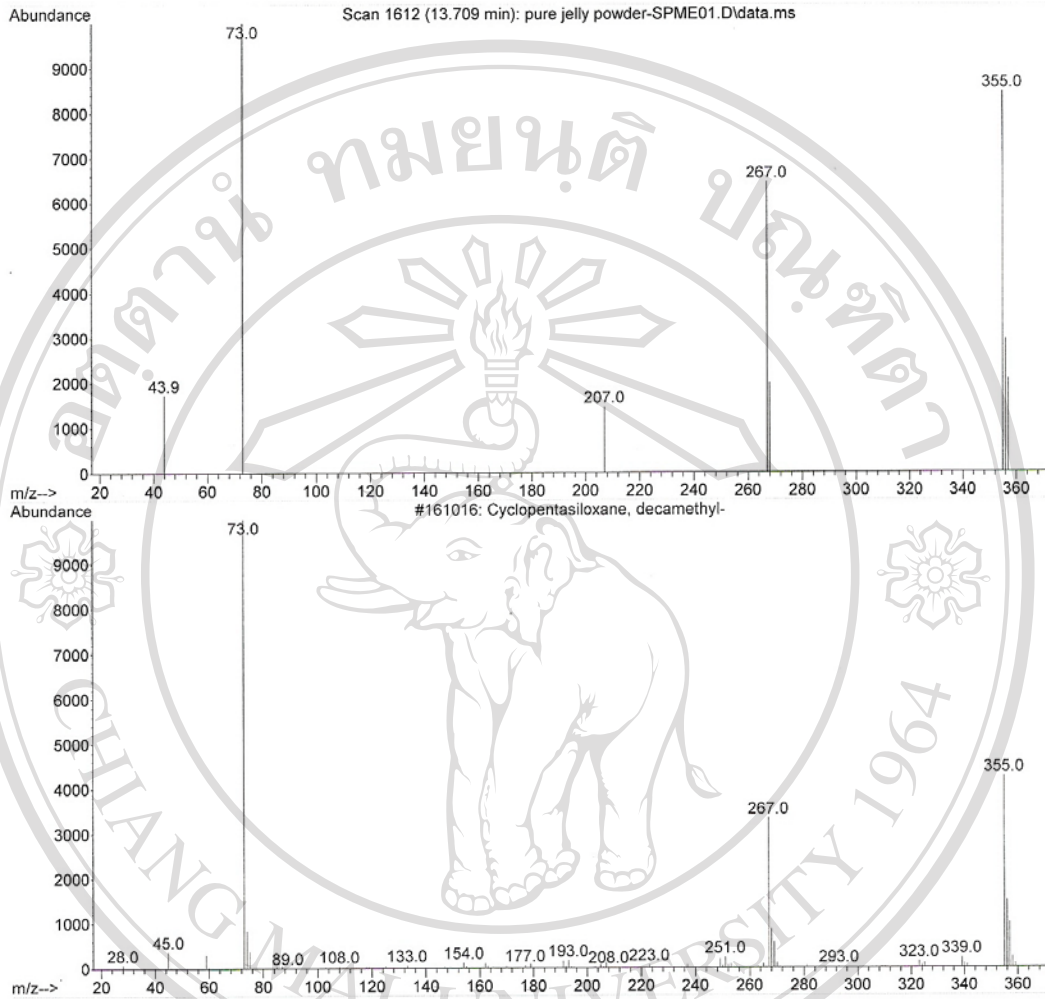 Abundance
Scan 1612 (13.709 min): pure jelly powder-SPME01.D\data.ms
73.0
9000
355.0
8000
7000
267.0
6000
5000
4000
3000
2000
43.9
207.0
1000
0
20 40 60 80 100 120 140 160 180 200 220 240 260 280 300 320 340 360
m/z-->
Abundance
#161016: Cyclopentasiloxane, decamethyl-
73.0
9000
8000
7000
6000
5000
355.0
4000
267.0
3000
2000
1000
28.0 45.0 89.0 108.0 133.0 154.0 177.0 193.0 208.0 223.0 251.0 293.0 323.0 339.0
0
20 40 60 80 100 120 140 160 180 200 220 240 260 280 300 320 340 360
m/z-->
CHIANG MAI UNIVERSITY 1964